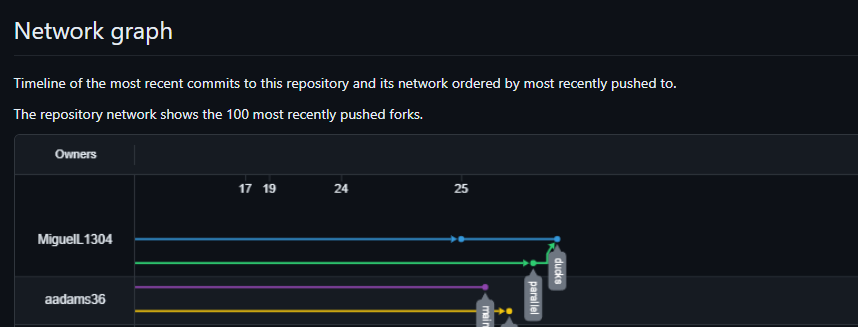 Network graph
Timeline of the most recent commits to this repository and its network ordered by most recently pushed to.
The repository network shows the 100 most recently pushed forks.
Owners
17 19 24 25
MiguelL1304
ducks
parallel
aadams36
main